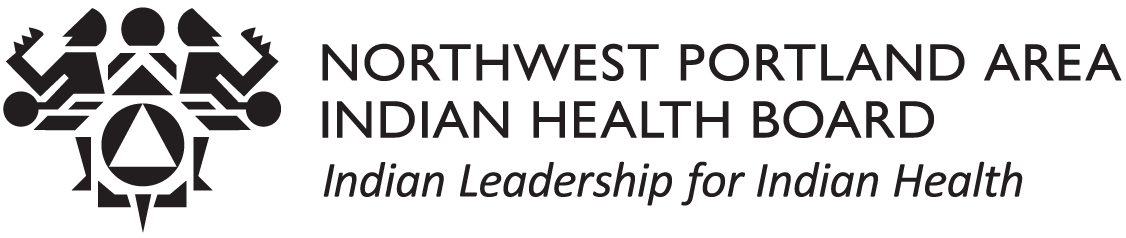 NORTHWEST PORTLAND AREA
INDIAN HEALTH BOARD
Indian Leadership for Indian Health